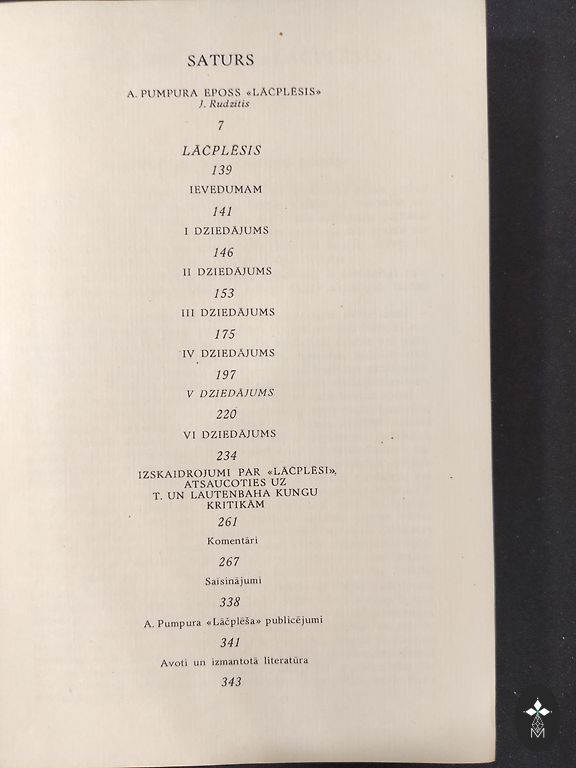 SATURS
A. PUMPURA EPOSS «LĀČPLĒSIS»
J. Rudzītis
7
LĀČPLĒSIS
139
IEVEDUMAM
141
I DZIEDĀJUMS
146
II DZIEDĀJUMS
153
III DZIEDĀJUMS
175
IV DZIEDĀJUMS
197
V DZIEDĀJUMS
220
VI DZIEDĀJUMS
234
IZSKAIDROJUMI PAR «LĀČPLĒSI»,
ATSAUCOTIES UZ
T. UN LAUTENBAHA KUNGU
KRITIKĀM
261
Komentāri
267
Saīsinājumi
338
A. Pumpura «Lāčplēša» publicējumi
341
Avoti un izmantotā literatūra
343
M